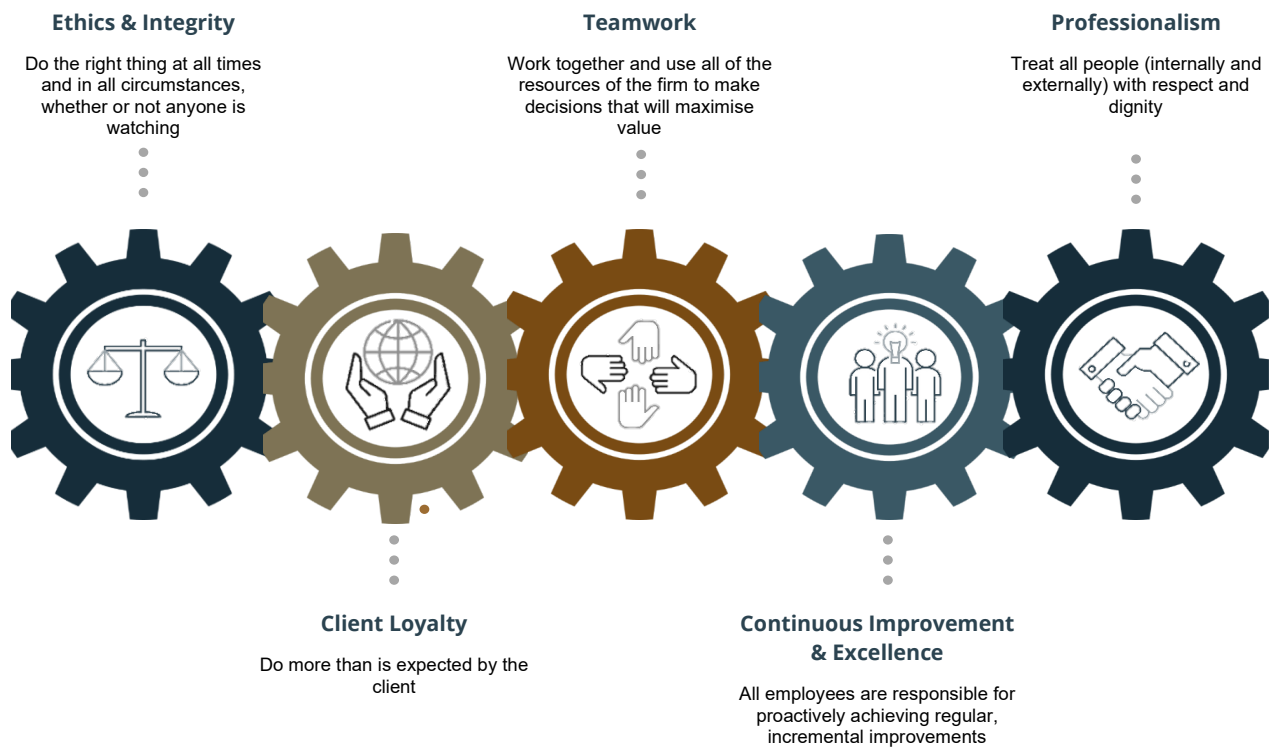 Ethics & Integrity
Do the right thing at all times
and in all circumstances,
whether or not anyone is
watching
Teamwork
Work together and use all of the
resources of the firm to make
decisions that will maximise
value
Professionalism
Treat all people (internally and
externally) with respect and
dignity
Client Loyalty
Do more than is expected by the
client
Continuous Improvement
& Excellence
All employees are responsible for
proactively achieving regular,
incremental improvements